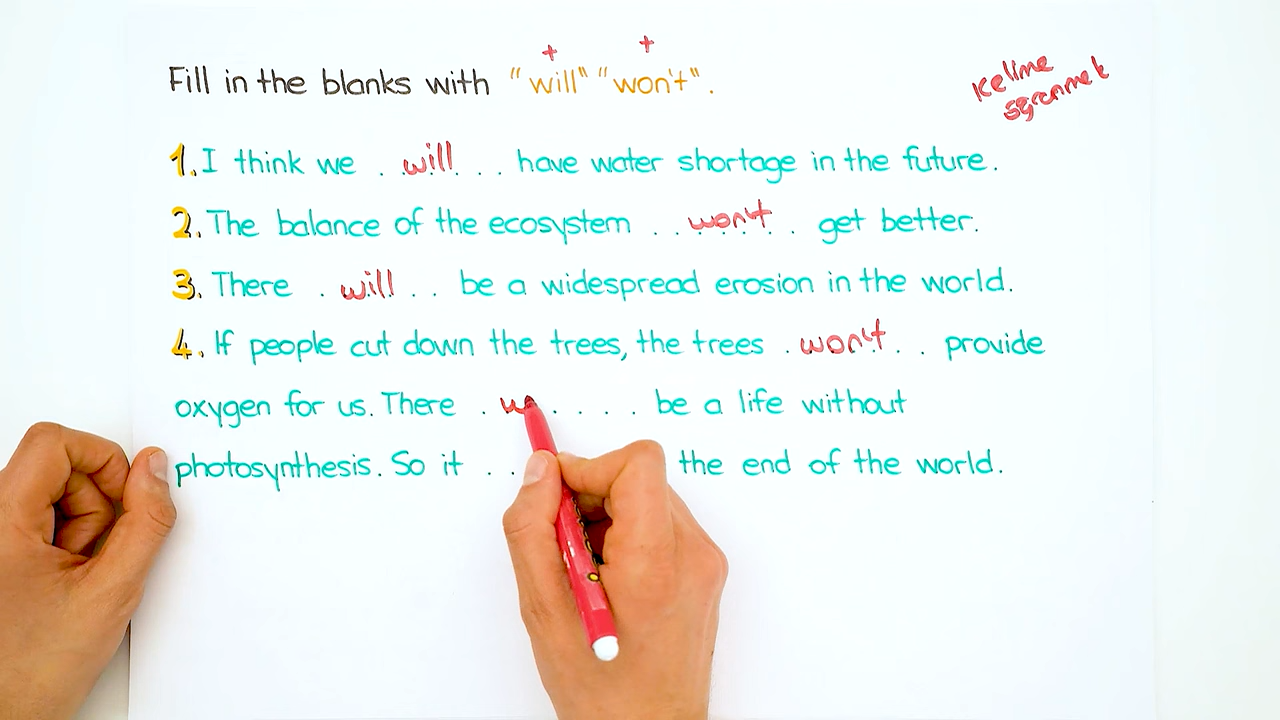 + +
Fill in the blanks with "will" "won't".
Kelime
öğrenmek
1. I think we . .will. . . have water shortage in the future.
2. The balance of the ecosystem . . won't . . get better.
3. There . will . . be a widespread erosion in the world.
4. If people cut down the trees, the trees . won't . . provide
oxygen for us. There . w . . . . be a life without
photosynthesis. So it . . the end of the world.